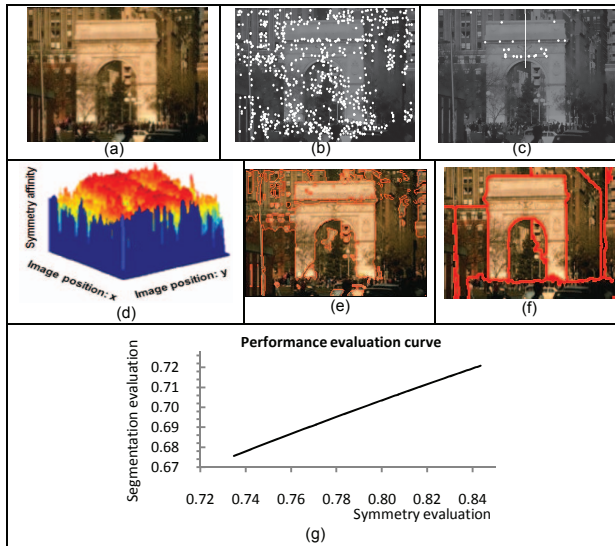 (a)
(b)
(c)
Symmetry affinity
Image position: x
Image position: y
(d)
(e)
(f)
Performance evaluation curve
Segmentation evaluation
0.72
0.71
0.70
0.69
0.68
0.67
0.72 0.74 0.76 0.78 0.80 0.82 0.84
Symmetry evaluation
(g)